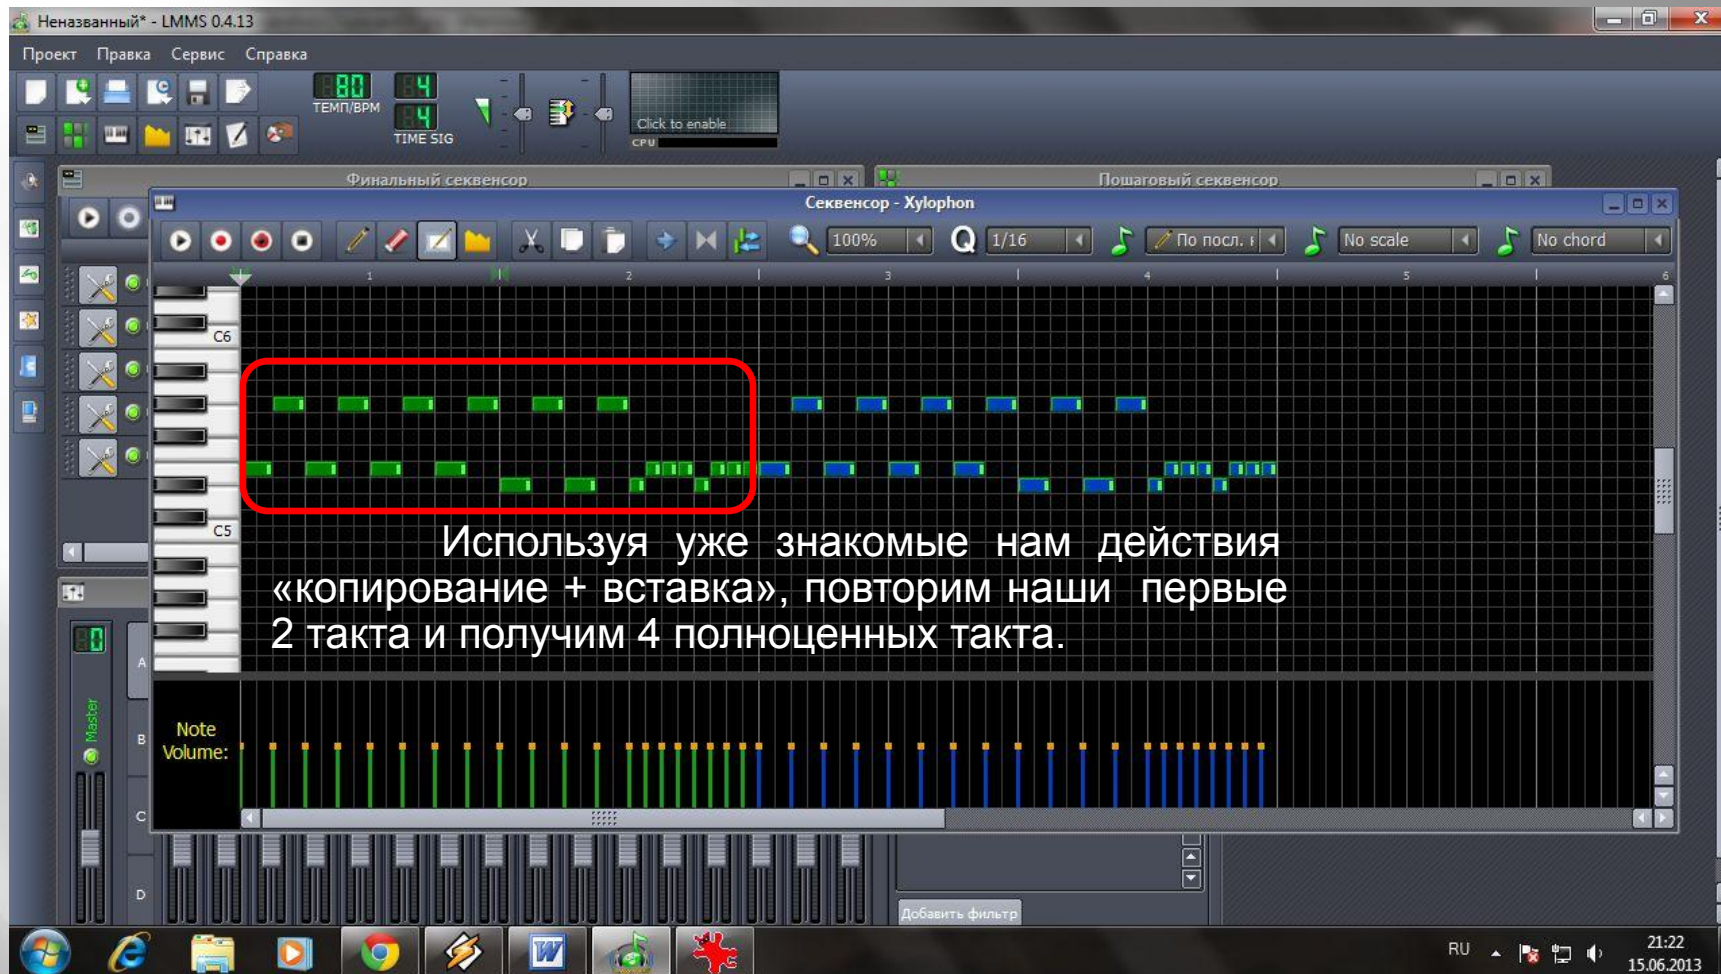 Неназванный* - LMMS 0.4.13
Проект Правка Сервис Справка
80
ТЕМП/BPM
4
4
TIME SIG
Click to enable
CPU
Финальный секвенсор
Пошаговый секвенсор
Секвенсор - Xylophon
100%
Q 1/16
По посл. н
No scale
No chord
1 2 3 4 5 6
C6
C5
Используя уже знакомые нам действия
«копирование + вставка», повторим наши первые
2 такта и получим 4 полноценных такта.
0
Master
A
B
C
D
Note
Volume:
Добавить фильтр
RU
21:22
15.06.2013